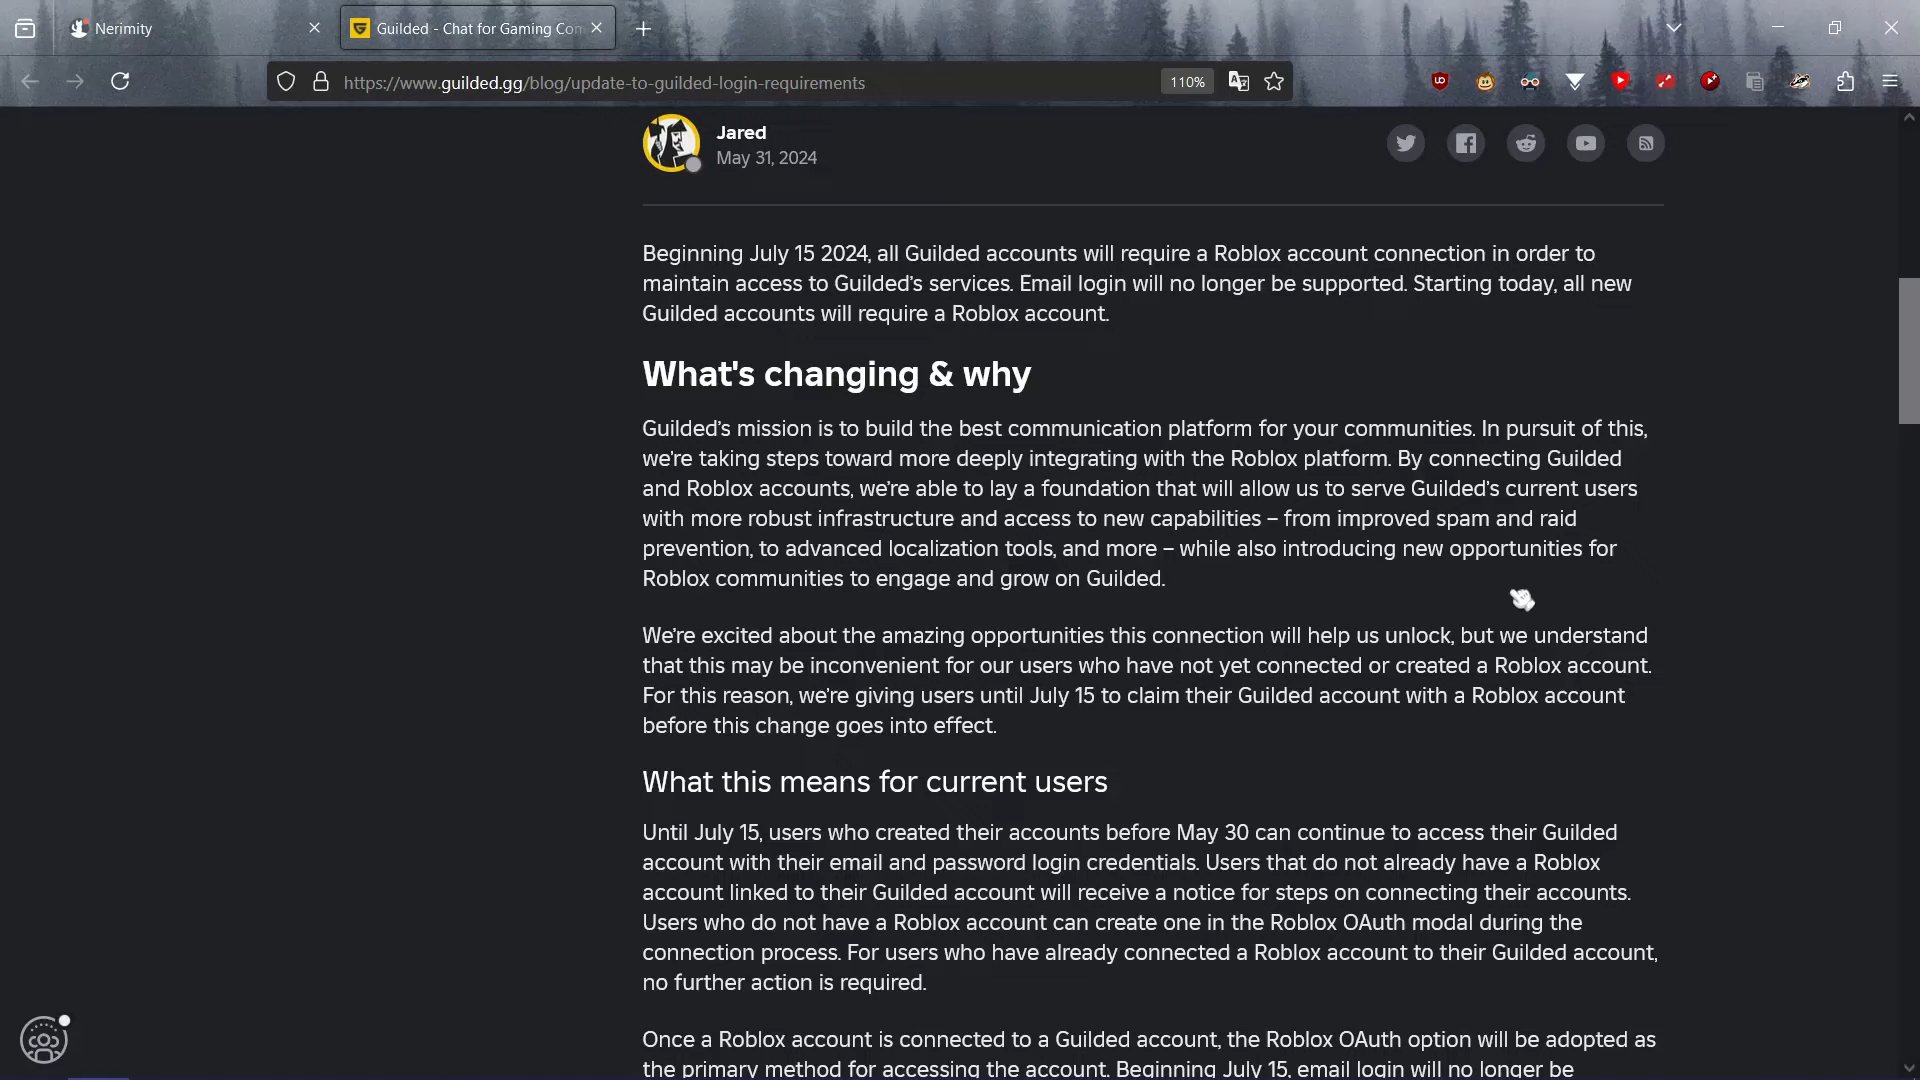 Nerimity
Guilded - Chat for Gaming Com
https://www.guilded.gg/blog/update-to-guilded-login-requirements
110%
Jared
May 31, 2024
Beginning July 15 2024, all Guilded accounts will require a Roblox account connection in order to
maintain access to Guilded’s services. Email login will no longer be supported. Starting today, all new
Guilded accounts will require a Roblox account.
What's changing & why
Guilded’s mission is to build the best communication platform for your communities. In pursuit of this,
we’re taking steps toward more deeply integrating with the Roblox platform. By connecting Guilded
and Roblox accounts, we’re able to lay a foundation that will allow us to serve Guilded’s current users
with more robust infrastructure and access to new capabilities – from improved spam and raid
prevention, to advanced localization tools, and more – while also introducing new opportunities for
Roblox communities to engage and grow on Guilded.
We’re excited about the amazing opportunities this connection will help us unlock, but we understand
that this may be inconvenient for our users who have not yet connected or created a Roblox account.
For this reason, we’re giving users until July 15 to claim their Guilded account with a Roblox account
before this change goes into effect.
What this means for current users
Until July 15, users who created their accounts before May 30 can continue to access their Guilded
account with their email and password login credentials. Users that do not already have a Roblox
account linked to their Guilded account will receive a notice for steps on connecting their accounts.
Users who do not have a Roblox account can create one in the Roblox OAuth modal during the
connection process. For users who have already connected a Roblox account to their Guilded account,
no further action is required.
Once a Roblox account is connected to a Guilded account, the Roblox OAuth option will be adopted as
the primary method for accessing the account. Beginning July 15, email login will no longer be